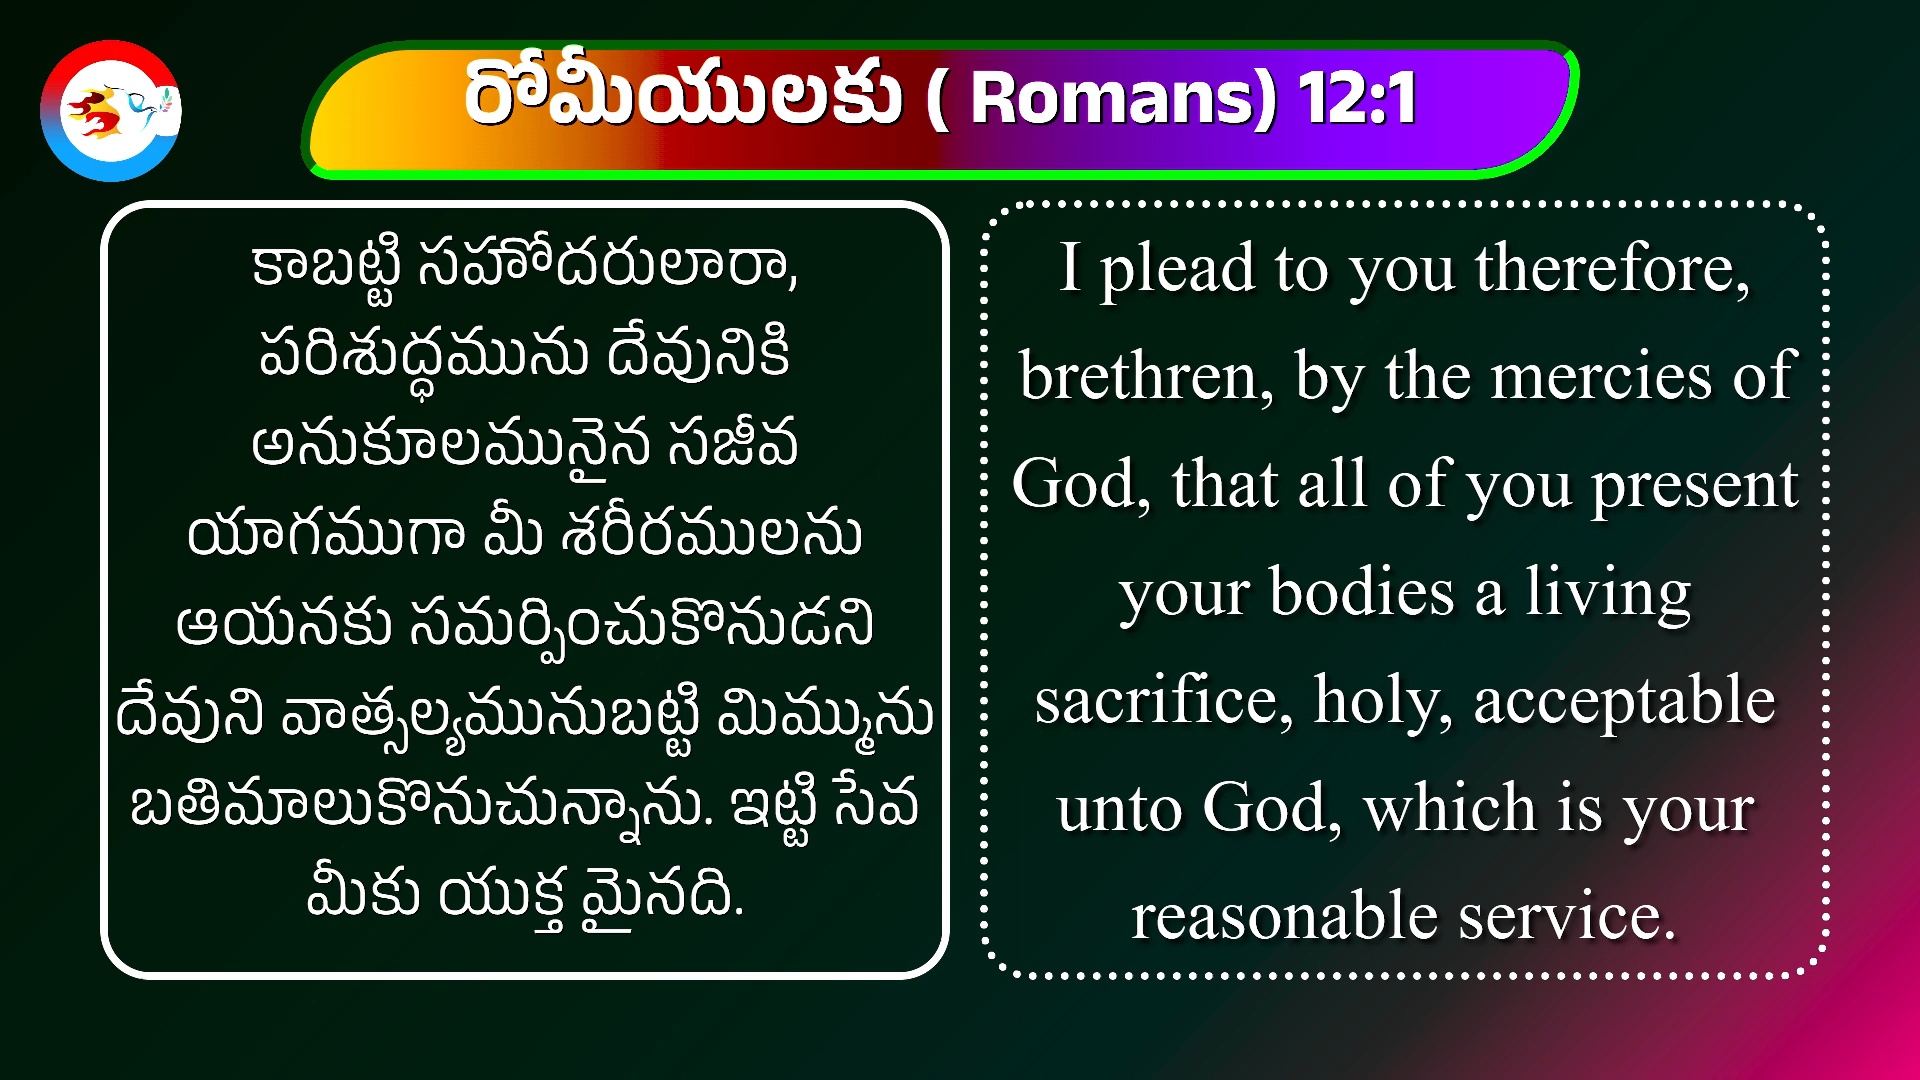 రోమీయులకు ( Romans) 12:1
కాబట్టి సహోదరులారా,
పరిశుద్ధమును దేవునికి
అనుకూలమునైన సజీవ
యాగముగా మీ శరీరములను
ఆయనకు సమర్పించుకొనుడని
దేవుని వాత్సల్యమునుబట్టి మిమ్మును
బతిమాలుకొనుచున్నాను. ఇట్టి సేవ
మీకు యుక్త మైనది.
I plead to you therefore,
brethren, by the mercies of
God, that all of you present
your bodies a living
sacrifice, holy, acceptable
unto God, which is your
reasonable service.